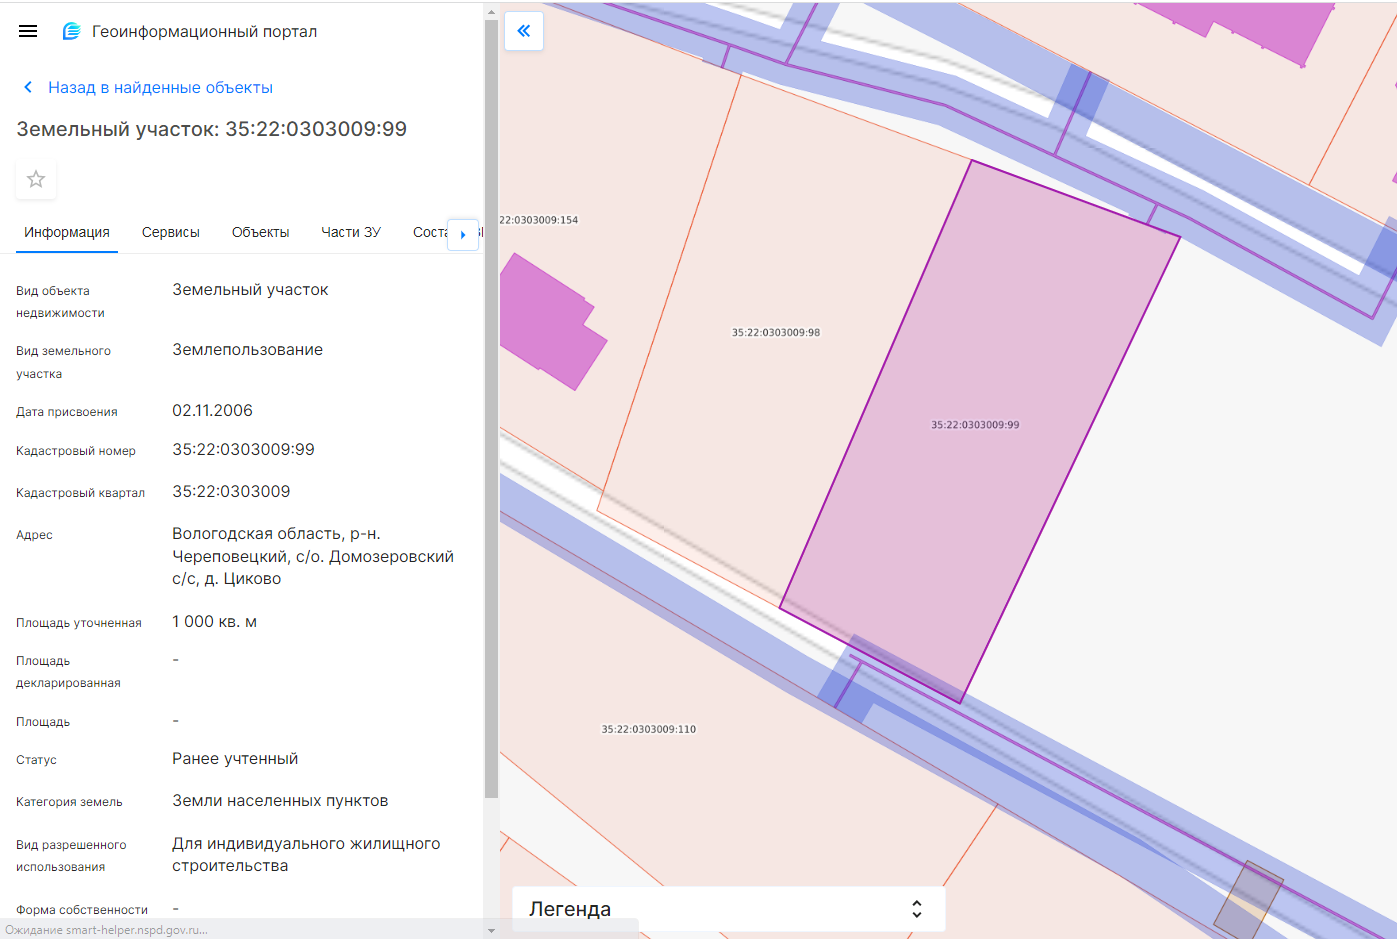 Геоинформационный портал
Назад в найденные объекты
Земельный участок: 35:22:0303009:99
Информация Сервисы Объекты Части ЗУ Соста
Вид объекта недвижимости
Земельный участок
Вид земельного участка
Землепользование
Дата присвоения
02.11.2006
Кадастровый номер
35:22:0303009:99
Кадастровый квартал
35:22:0303009
Адрес
Вологодская область, р-н.
Череповецкий, с/о. Домозеровский
с/с, д. Циково
Площадь уточненная
1 000 кв. м
Площадь
декларированная
-
Площадь
-
Статус
Ранее учтенный
Категория земель
Земли населенных пунктов
Вид разрешенного
использования
Для индивидуального жилищного
строительства
Форма собственности
-
Ожидание smart-helper.nspd.gov.ru...
22:0303009:154
35:22:0303009:98
35:22:0303009:99
35:22:0303009:110
Легенда